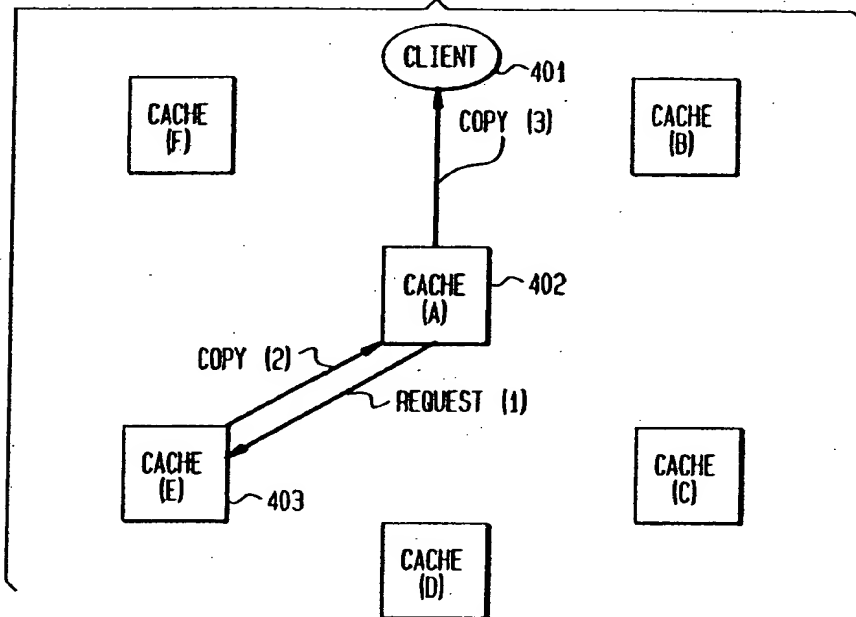 CLIENT
401
CACHE
(F)
COPY (3)
CACHE
(B)
CACHE
(A)
402
COPY (2)
REQUEST (1)
CACHE
(E)
403
CACHE
(C)
CACHE
(D)